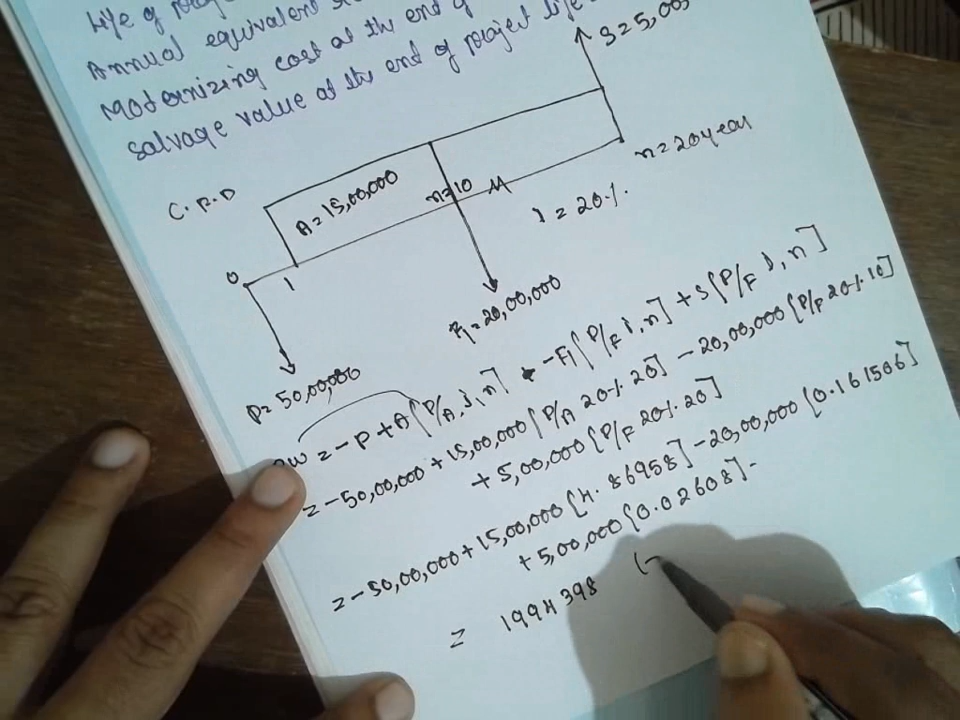 Life of
Annual equivalent
Modernizing cost at the end of
salvage value at the end of project life
S=5,00,
C.F.D
A=15,00,000
n=10
n=20year
i=20%
0
1
F1=20,00,000
P=50,00,000
PW=-P+A[P/A,i,n]-F1[P/F i,n]+S[P/F i,n]
=-50,00,000+15,00,000[P/A 20%20]-20,00,000[P/F 20%10]
+5,00,000[P/F 20%20]
=-50,00,000+15,00,000[4.86958]-20,00,000[0.161506]
+5,00,000[0.02608]
= 1994398 (